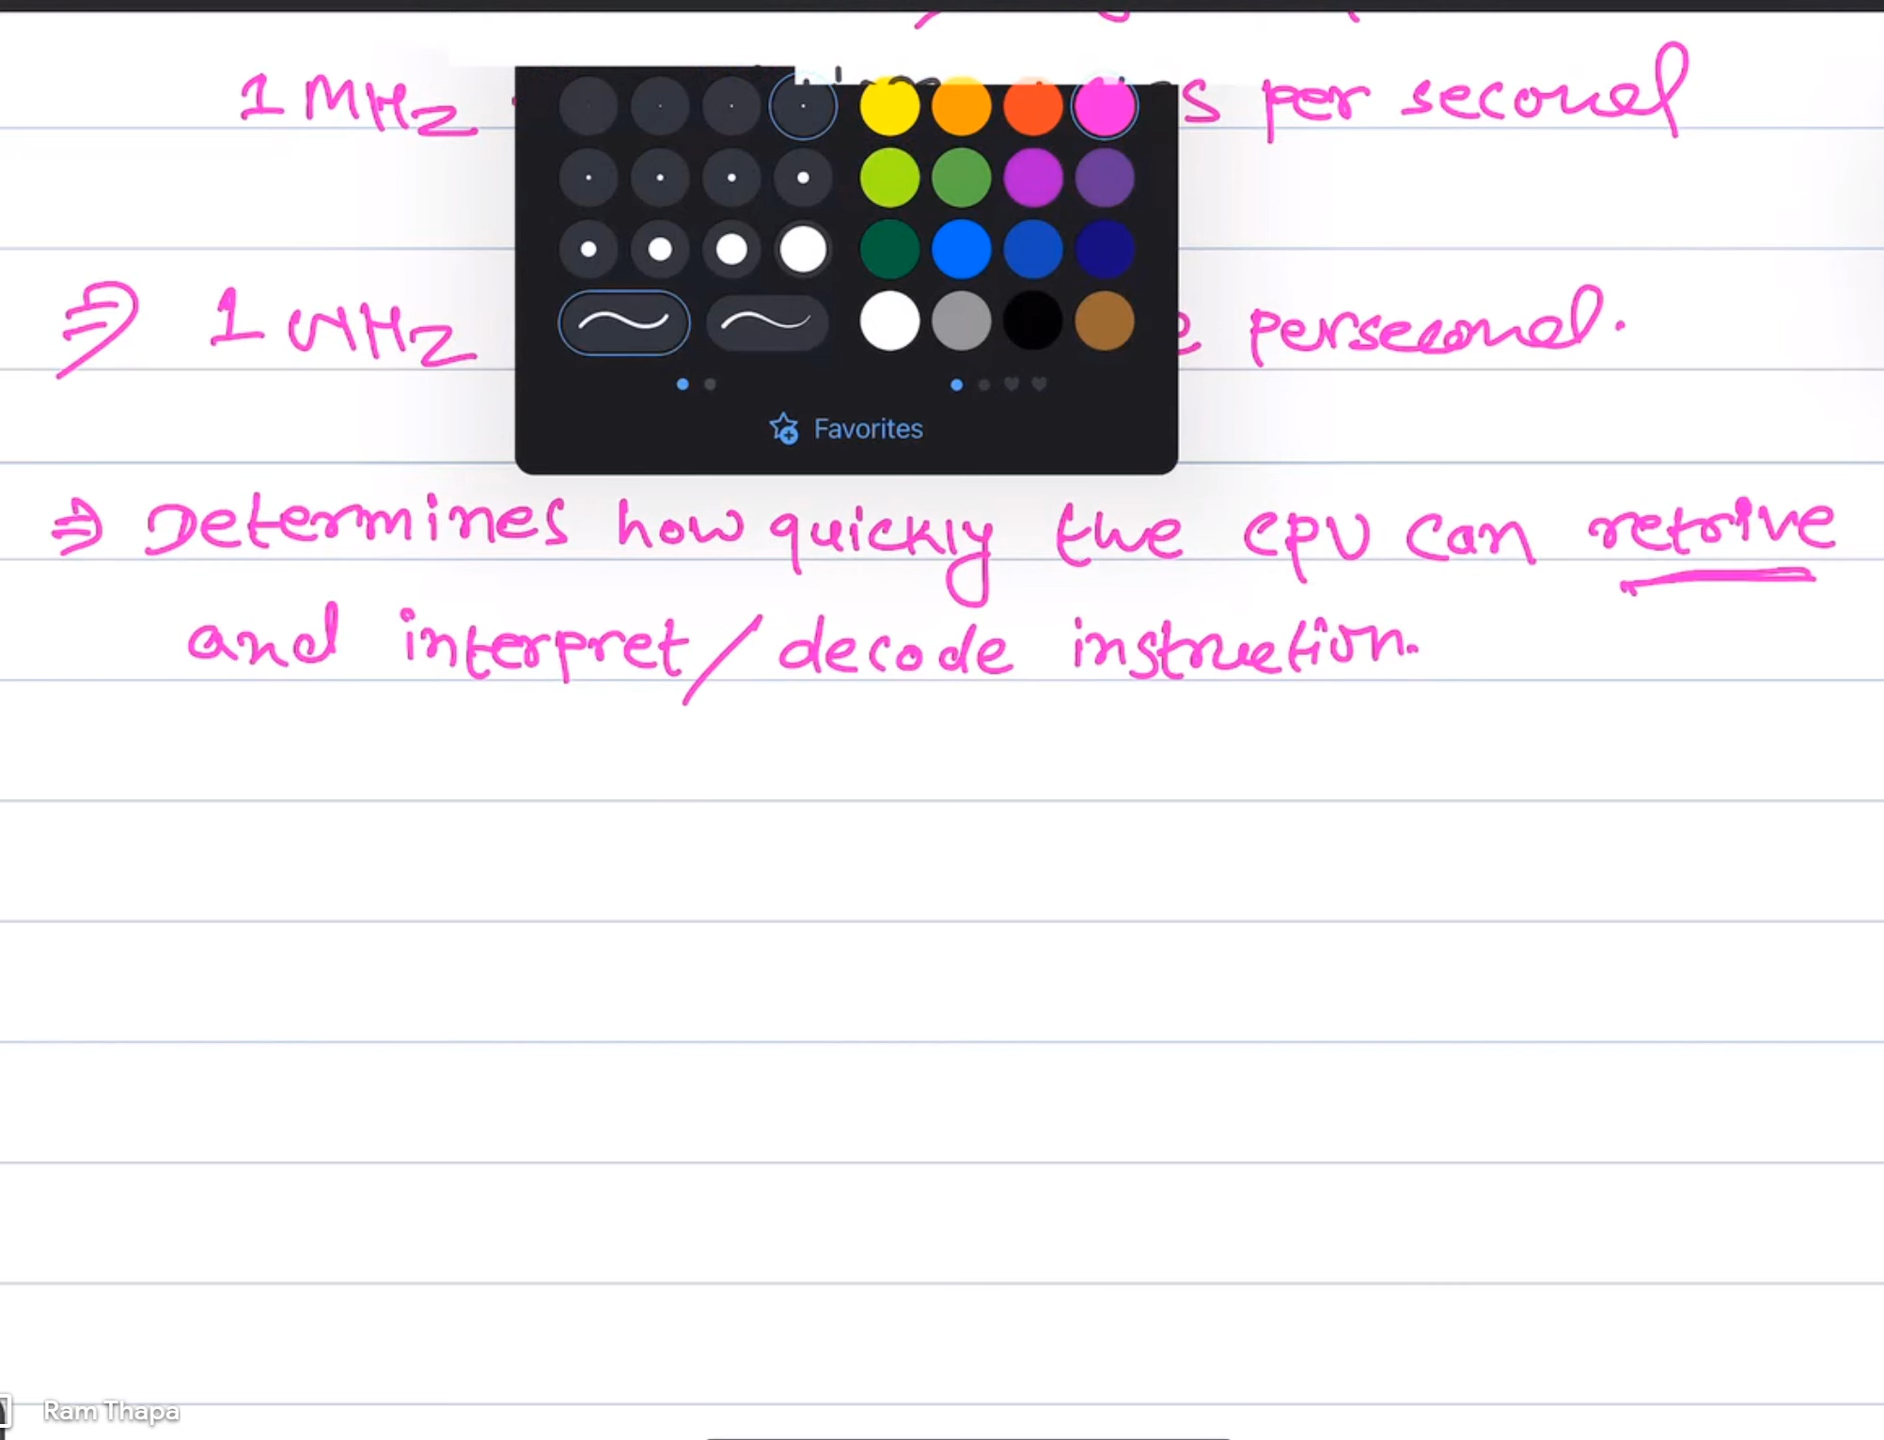 1 MHz s per second
⇒ 1 GHz e persecond.
Favorites
⇒ Determines how quickly the CPU can retrive
and interpret/decode instruction.
Ram Thapa